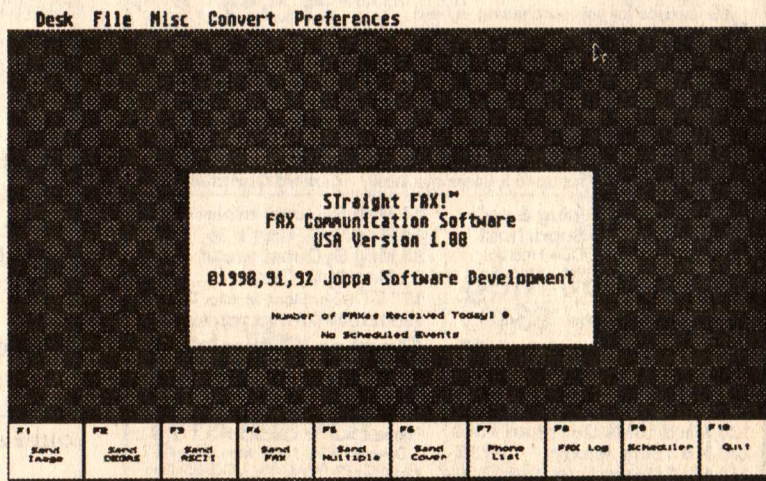 Desk File Misc Convert Preferences
STraight FAX!™
FAX Communication Software
USA Version 1.00
©1990,91,92 Joppa Software Development
Number of FAXes Received Today: 0
No Scheduled Events
F1 F2 F3 F4 F5 F6 F7 F8 F9 F10
Send Image
Send DEGAS
Send ASCII
Send FAX
Send Multiple
Send Cover
Phone List
FAX Log
Scheduler
Quit